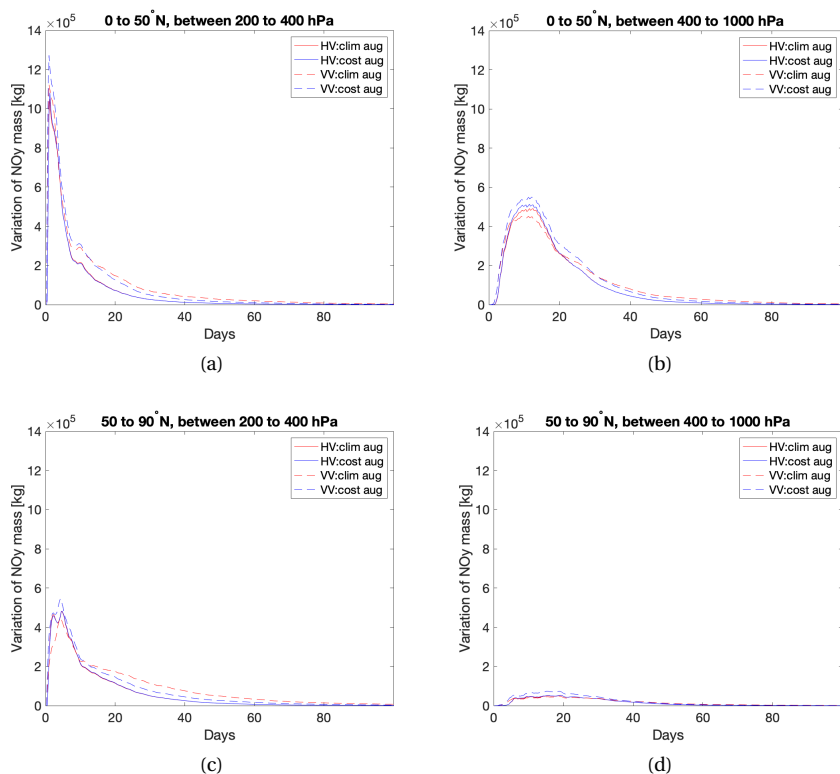 0 to 50°N, between 200 to 400 hPa
×10⁵
14
12
10
8
6
4
2
0
Variation of NOy mass [kg]
HV:clim aug
HV:cost aug
VV:clim aug
VV:cost aug
0 20 40 60 80
Days
(a)
0 to 50°N, between 400 to 1000 hPa
×10⁵
14
12
10
8
6
4
2
0
Variation of NOy mass [kg]
HV:clim aug
HV:cost aug
VV:clim aug
VV:cost aug
0 20 40 60 80
Days
(b)
50 to 90°N, between 200 to 400 hPa
×10⁵
14
12
10
8
6
4
2
0
Variation of NOy mass [kg]
HV:clim aug
HV:cost aug
VV:clim aug
VV:cost aug
0 20 40 60 80
Days
(c)
50 to 90°N, between 400 to 1000 hPa
×10⁵
14
12
10
8
6
4
2
0
Variation of NOy mass [kg]
HV:clim aug
HV:cost aug
VV:clim aug
VV:cost aug
0 20 40 60 80
Days
(d)